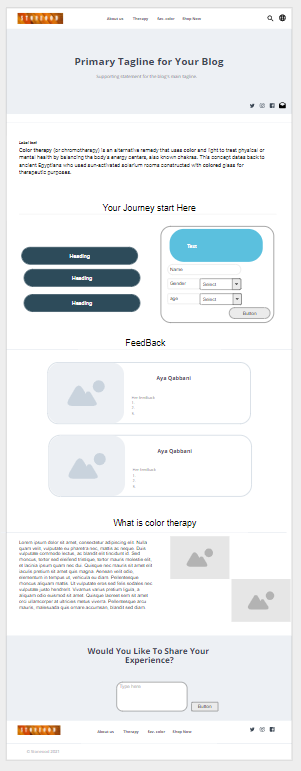 About us Therapy Sec. color Shop Now
Primary Tagline for Your Blog
Supporting statement for the blog's main tagline
Label text
Color therapy (or chromotherapy) is an alternative remedy that uses color and light to treat physical or
mental health by balancing the body's energy centers, also known chakras. This concept dates back to
ancient Egyptians who used sun-activated solarium rooms constructed with colored glass for
therapeutic purposes.
Your Journey start Here
Heading
Heading
Heading
Text
Name
Gender Select
age Select
Button
FeedBack
Aya Qabbani
Her feedback
1.
2.
3.
Aya Qabbani
Her feedback
1.
2.
3.
What is color therapy
Lorem ipsum dolor sit amet, consectetur adipiscing elit. Nulla
quam velit, vulputate eu pharetra nec, mattis ac neque. Duis
vulputate commodo lectus, ac blandit elit tincidunt id. Sed
rhoncus, tortor sed eleifend tristique, tortor mauris molestie elit,
et lacinia ipsum quam nec dui. Quisque nec mauris sit amet elit
iaculis pretium sit amet quis magna. Aenean velit odio,
elementum in tempus ut, vehicula eu diam. Pellentesque
rhoncus aliquam mattis. Ut vulputate eros sed felis sodales nec
vulputate justo hendrerit. Vivamus varius pretium ligula, a
aliquam odio euismod sit amet. Quisque laoreet sem sit amet
orci ullamcorper at ultricies metus viverra. Pellentesque arcu
mauris, malesuada quis ornare accumsan, blandit sed diam.
Would You Like To Share Your
Experience?
Type here
Button
About us Therapy Sec. color Shop Now